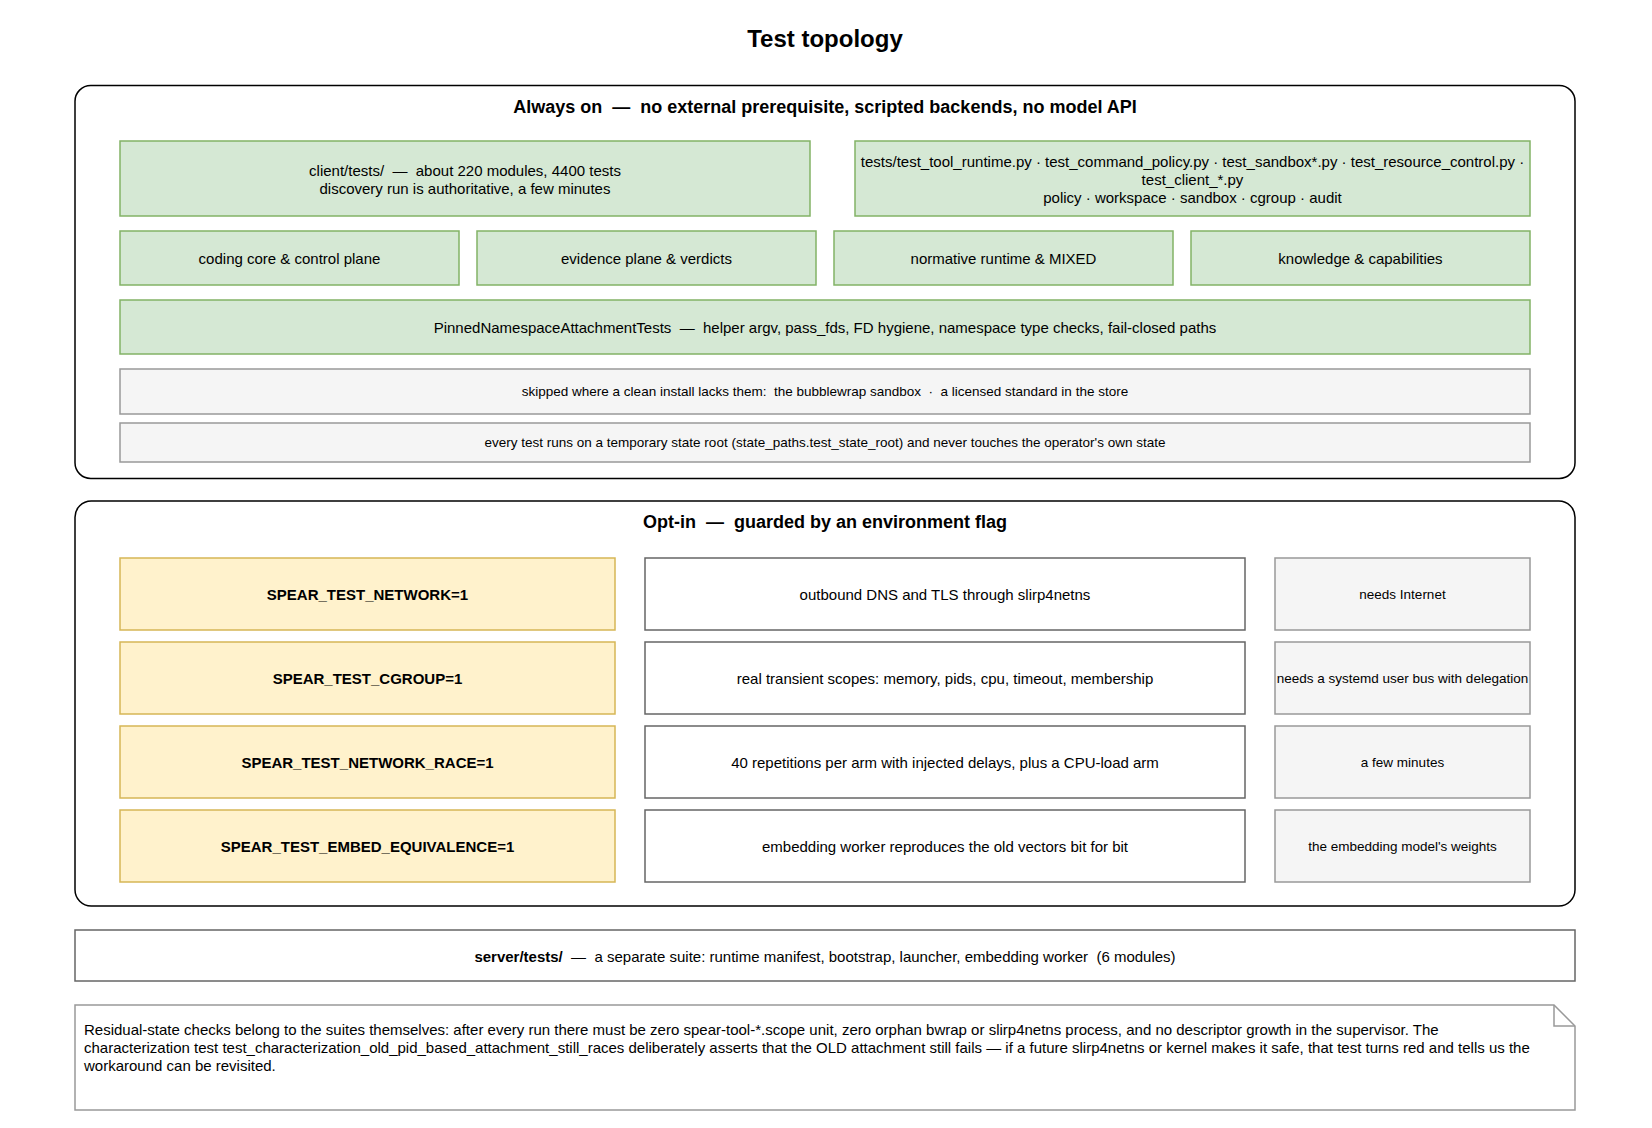 Test topology
Always on — no external prerequisite, scripted backends, no model API
client/tests/ — about 220 modules, 4400 tests
discovery run is authoritative, a few minutes
tests/test_tool_runtime.py · test_command_policy.py · test_sandbox*.py · test_resource_control.py ·
test_client_*.py
policy · workspace · sandbox · cgroup · audit
coding core & control plane
evidence plane & verdicts
normative runtime & MIXED
knowledge & capabilities
PinnedNamespaceAttachmentTests — helper argv, pass_fds, FD hygiene, namespace type checks, fail-closed paths
skipped where a clean install lacks them: the bubblewrap sandbox · a licensed standard in the store
every test runs on a temporary state root (state_paths.test_state_root) and never touches the operator's own state
Opt-in — guarded by an environment flag
SPEAR_TEST_NETWORK=1
outbound DNS and TLS through slirp4netns
needs Internet
SPEAR_TEST_CGROUP=1
real transient scopes: memory, pids, cpu, timeout, membership
needs a systemd user bus with delegation
SPEAR_TEST_NETWORK_RACE=1
40 repetitions per arm with injected delays, plus a CPU-load arm
a few minutes
SPEAR_TEST_EMBED_EQUIVALENCE=1
embedding worker reproduces the old vectors bit for bit
the embedding model's weights
server/tests/ — a separate suite: runtime manifest, bootstrap, launcher, embedding worker (6 modules)
Residual-state checks belong to the suites themselves: after every run there must be zero spear-tool-*.scope unit, zero orphan bwrap or slirp4netns process, and no descriptor growth in the supervisor. The
characterization test test_characterization_old_pid_based_attachment_still_races deliberately asserts that the OLD attachment still fails — if a future slirp4netns or kernel makes it safe, that test turns red and tells us the
workaround can be revisited.